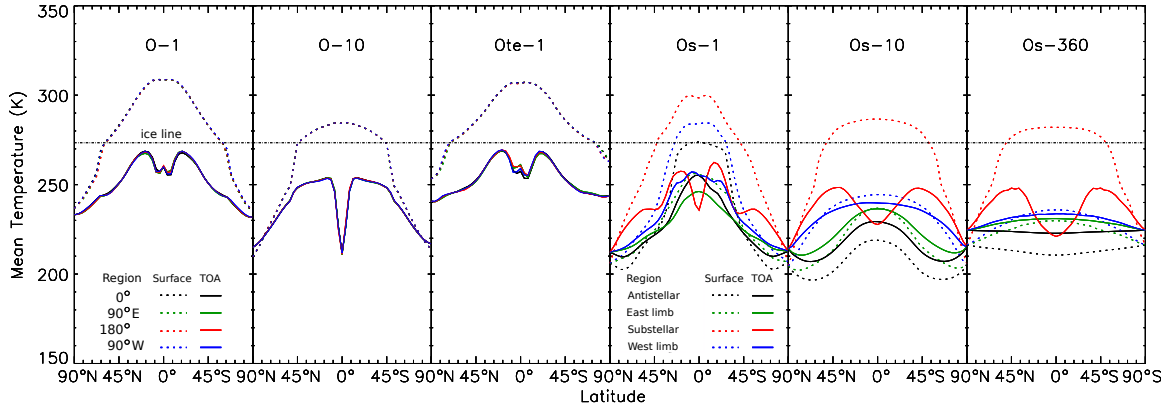 350
300
250
200
150
Mean Temperature (K)
O-1
O-10
Ote-1
Os-1
Os-10
Os-360
ice line
Region Surface TOA
0°
90°E
180°
90°W
Region Surface TOA
Antistellar
East limb
Substellar
West limb
90°N 45°N 0° 45°S 90°N 45°N 0° 45°S 90°N 45°N 0° 45°S 90°N 45°N 0° 45°S 90°N 45°N 0° 45°S 90°N 45°N 0° 45°S 90°S
Latitude